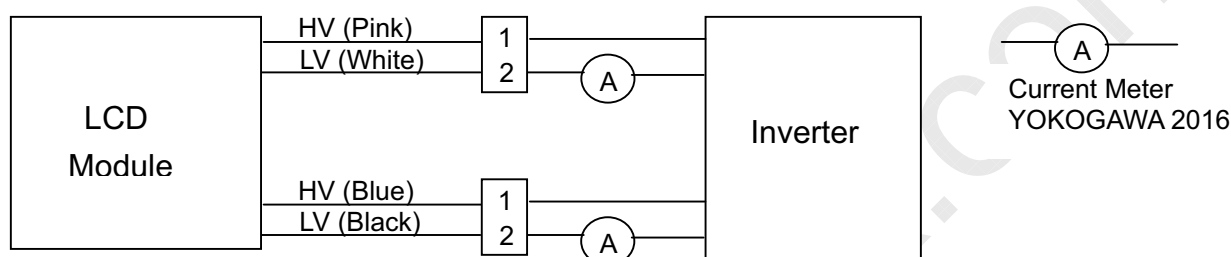 HV (Pink)
LV (White)
1
2
A
LCD
Module
Inverter
A
Current Meter
YOKOGAWA 2016
HV (Blue)
LV (Black)
1
2
A